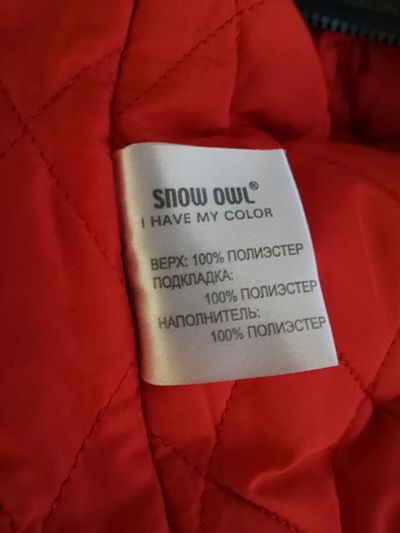 SNOW OWL®
I HAVE MY COLOR
ВЕРХ: 100% ПОЛИЭСТЕР
ПОДКЛАДКА:
100% ПОЛИЭСТЕР
НАПОЛНИТЕЛЬ:
100% ПОЛИЭСТЕР